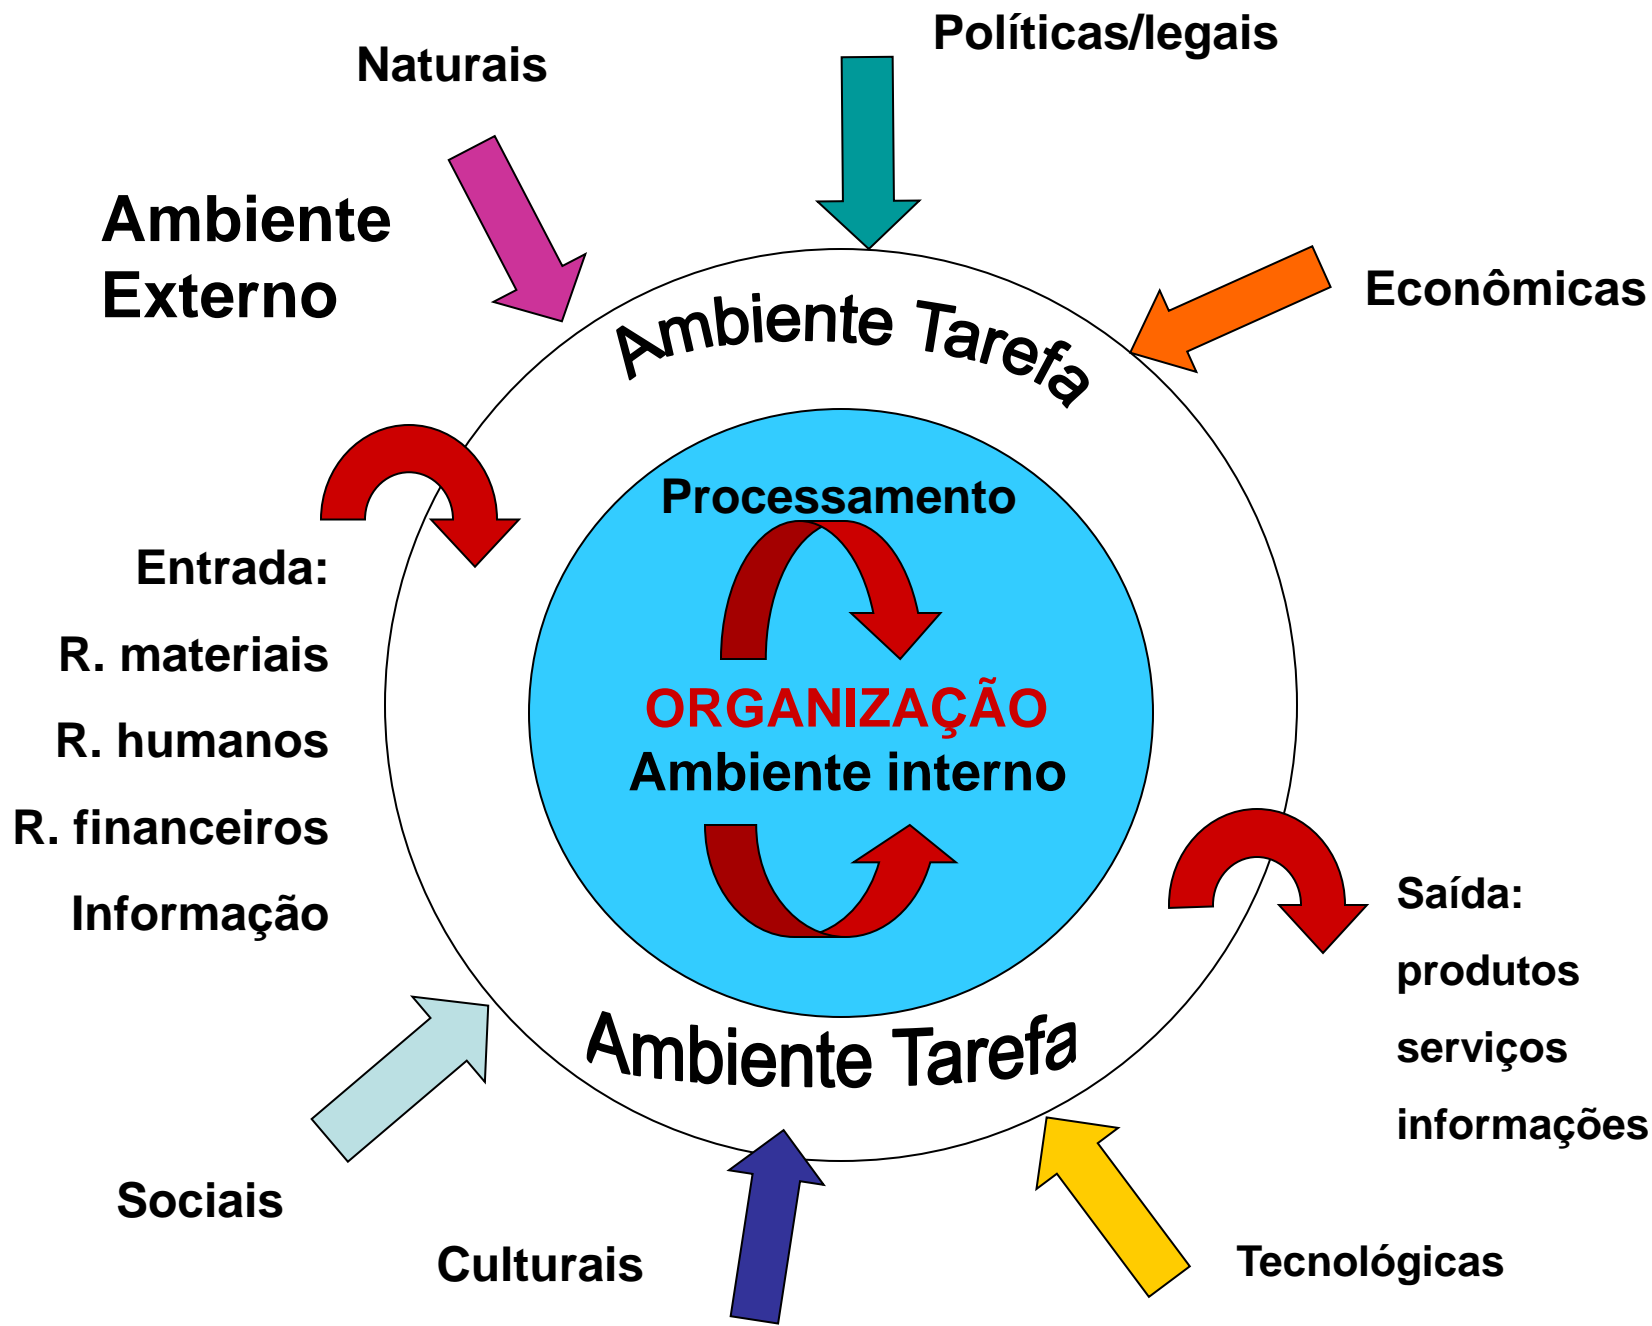 Políticas/legais
Naturais
Ambiente
Externo
Econômicas
Ambiente Tarefa
Processamento
Entrada:
R. materiais
R. humanos
R. financeiros
Informação
ORGANIZAÇÃO
Ambiente interno
Saída:
produtos
serviços
informações
Ambiente Tarefa
Sociais
Culturais
Tecnológicas